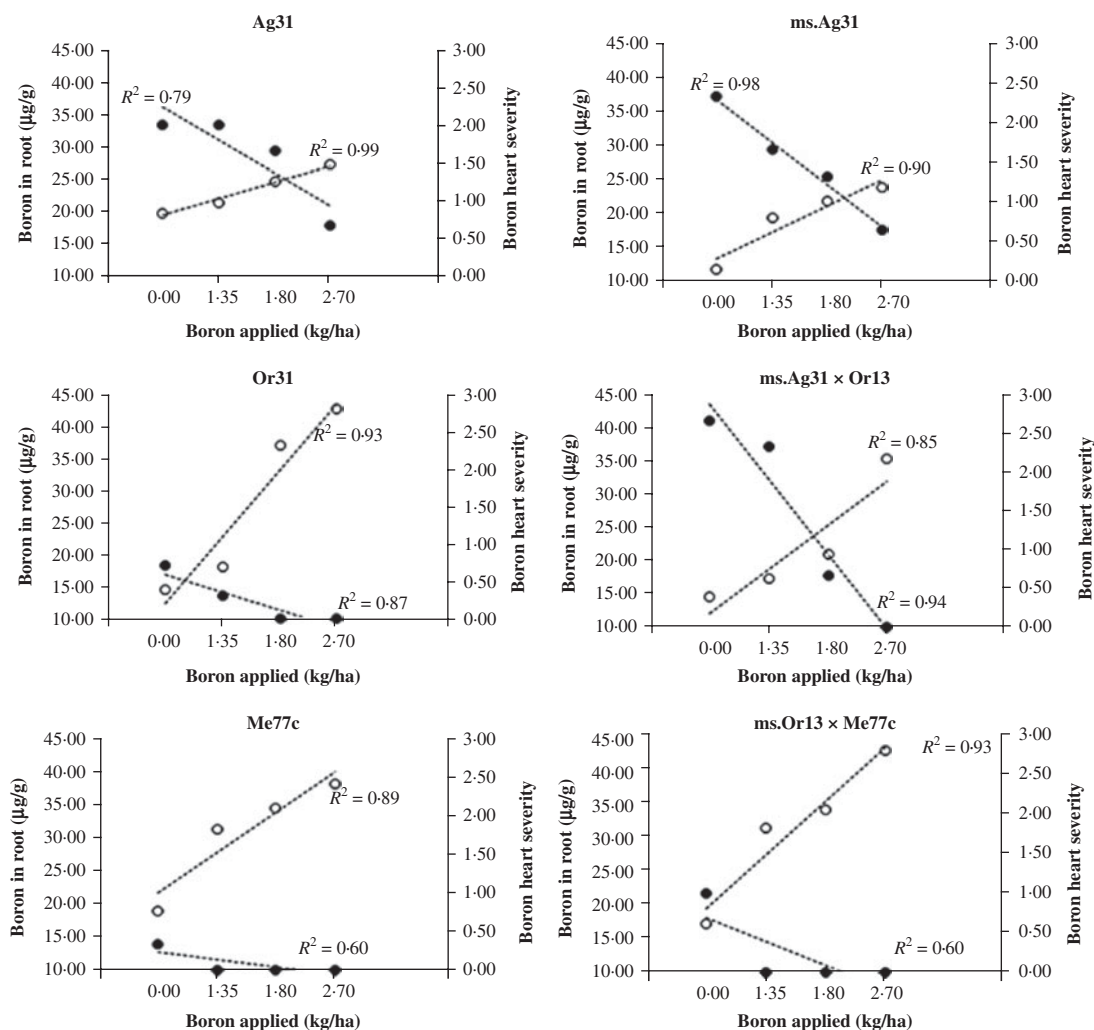 Ag31
45·00
40·00
35·00
30·00
25·00
20·00
15·00
10·00
Boron in root (μg/g)
R² = 0·79
R² = 0·99
3·00
2·50
2·00
1·50
1·00
0·50
0·00
Boron heart severity
0·00 1·35 1·80 2·70
Boron applied (kg/ha)
ms.Ag31
45·00
40·00
35·00
30·00
25·00
20·00
15·00
10·00
Boron in root (μg/g)
R² = 0·98
R² = 0·90
3·00
2·50
2·00
1·50
1·00
0·50
0·00
Boron heart severity
0·00 1·35 1·80 2·70
Boron applied (kg/ha)
Or31
45·00
40·00
35·00
30·00
25·00
20·00
15·00
10·00
Boron in root (μg/g)
R² = 0·93
R² = 0·87
3·00
2·50
2·00
1·50
1·00
0·50
0·00
Boron heart severity
0·00 1·35 1·80 2·70
Boron applied (kg/ha)
ms.Ag31 × Or13
45·00
40·00
35·00
30·00
25·00
20·00
15·00
10·00
Boron in root (μg/g)
R² = 0·85
R² = 0·94
3·00
2·50
2·00
1·50
1·00
0·50
0·00
Boron heart severity
0·00 1·35 1·80 2·70
Boron applied (kg/ha)
Me77c
45·00
40·00
35·00
30·00
25·00
20·00
15·00
10·00
Boron in root (μg/g)
R² = 0·89
R² = 0·60
3·00
2·50
2·00
1·50
1·00
0·50
0·00
Boron heart severity
0·00 1·35 1·80 2·70
Boron applied (kg/ha)
ms.Or13 × Me77c
45·00
40·00
35·00
30·00
25·00
20·00
15·00
10·00
Boron in root (μg/g)
R² = 0·93
R² = 0·60
3·00
2·50
2·00
1·50
1·00
0·50
0·00
Boron heart severity
0·00 1·35 1·80 2·70
Boron applied (kg/ha)